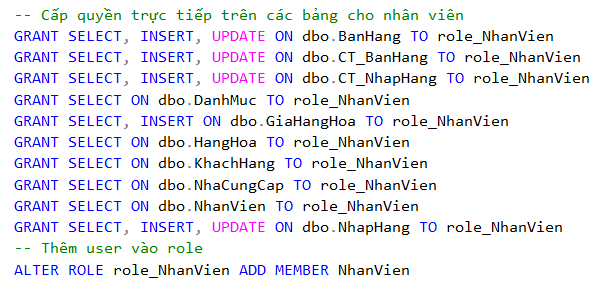 -- Cấp quyền trực tiếp trên các bảng cho nhân viên
GRANT SELECT, INSERT, UPDATE ON dbo.BanHang TO role_NhanVien
GRANT SELECT, INSERT, UPDATE ON dbo.CT_BanHang TO role_NhanVien
GRANT SELECT, INSERT, UPDATE ON dbo.CT_NhapHang TO role_NhanVien
GRANT SELECT ON dbo.DanhMuc TO role_NhanVien
GRANT SELECT, INSERT ON dbo.GiaHangHoa TO role_NhanVien
GRANT SELECT ON dbo.HangHoa TO role_NhanVien
GRANT SELECT ON dbo.KhachHang TO role_NhanVien
GRANT SELECT ON dbo.NhaCungCap TO role_NhanVien
GRANT SELECT ON dbo.NhanVien TO role_NhanVien
GRANT SELECT, INSERT, UPDATE ON dbo.NhapHang TO role_NhanVien
-- Thêm user vào role
ALTER ROLE role_NhanVien ADD MEMBER NhanVien